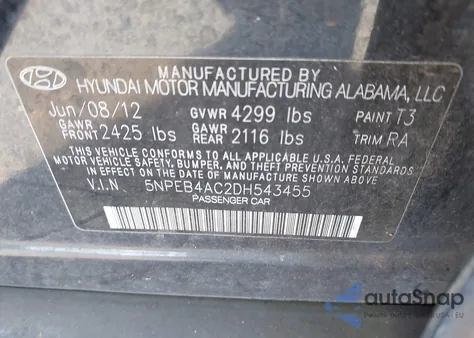 MANUFACTURED BY
HYUNDAI MOTOR MANUFACTURING ALABAMA, LLC
Jun/08/12 GVWR 4299 lbs PAINT T3
GAWR FRONT 2425 lbs GAWR REAR 2116 lbs TRIM RA
THIS VEHICLE CONFORMS TO ALL APPLICABLE U.S.A. FEDERAL
MOTOR VEHICLE SAFETY, BUMPER, AND THEFT PREVENTION STANDARDS
IN EFFECT ON THE DATE OF MANUFACTURE SHOWN ABOVE.
V.I.N. 5NPEB4AC2DH543455
PASSENGER CAR
autoSnap